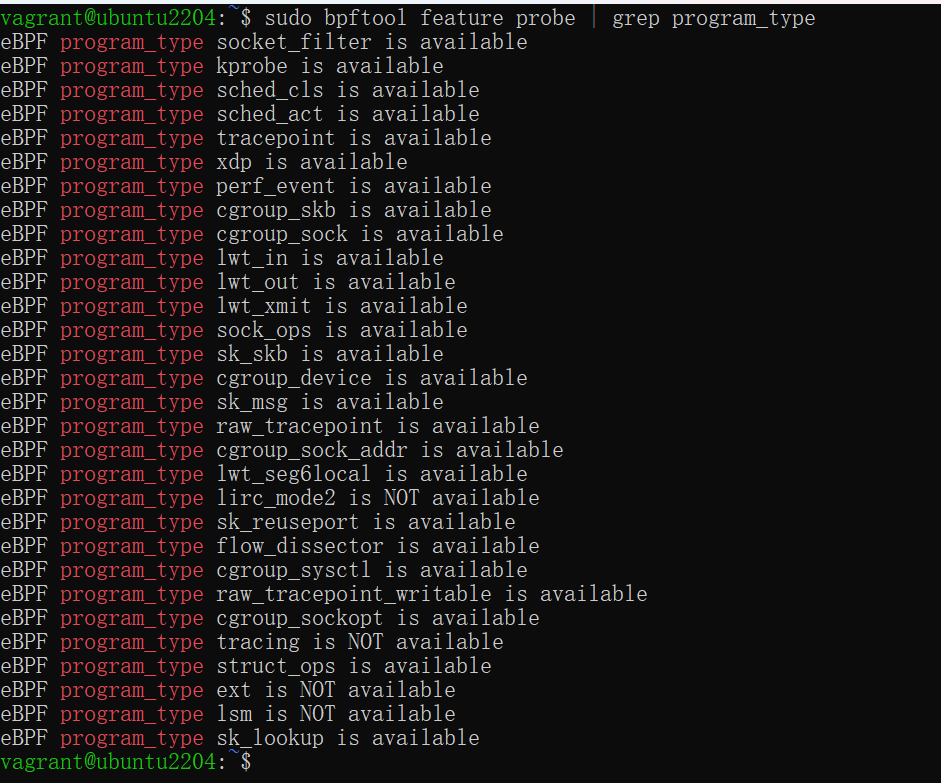 vagrant@ubuntu2204:~$ sudo bpftool feature probe | grep program_type
eBPF program_type socket_filter is available
eBPF program_type kprobe is available
eBPF program_type sched_cls is available
eBPF program_type sched_act is available
eBPF program_type tracepoint is available
eBPF program_type xdp is available
eBPF program_type perf_event is available
eBPF program_type cgroup_skb is available
eBPF program_type cgroup_sock is available
eBPF program_type lwt_in is available
eBPF program_type lwt_out is available
eBPF program_type lwt_xmit is available
eBPF program_type sock_ops is available
eBPF program_type sk_skb is available
eBPF program_type cgroup_device is available
eBPF program_type sk_msg is available
eBPF program_type raw_tracepoint is available
eBPF program_type cgroup_sock_addr is available
eBPF program_type lwt_seg6local is available
eBPF program_type lirc_mode2 is NOT available
eBPF program_type sk_reuseport is available
eBPF program_type flow_dissector is available
eBPF program_type cgroup_sysctl is available
eBPF program_type raw_tracepoint_writable is available
eBPF program_type cgroup_sockopt is available
eBPF program_type tracing is NOT available
eBPF program_type struct_ops is available
eBPF program_type ext is NOT available
eBPF program_type lsm is NOT available
eBPF program_type sk_lookup is available
vagrant@ubuntu2204:~$